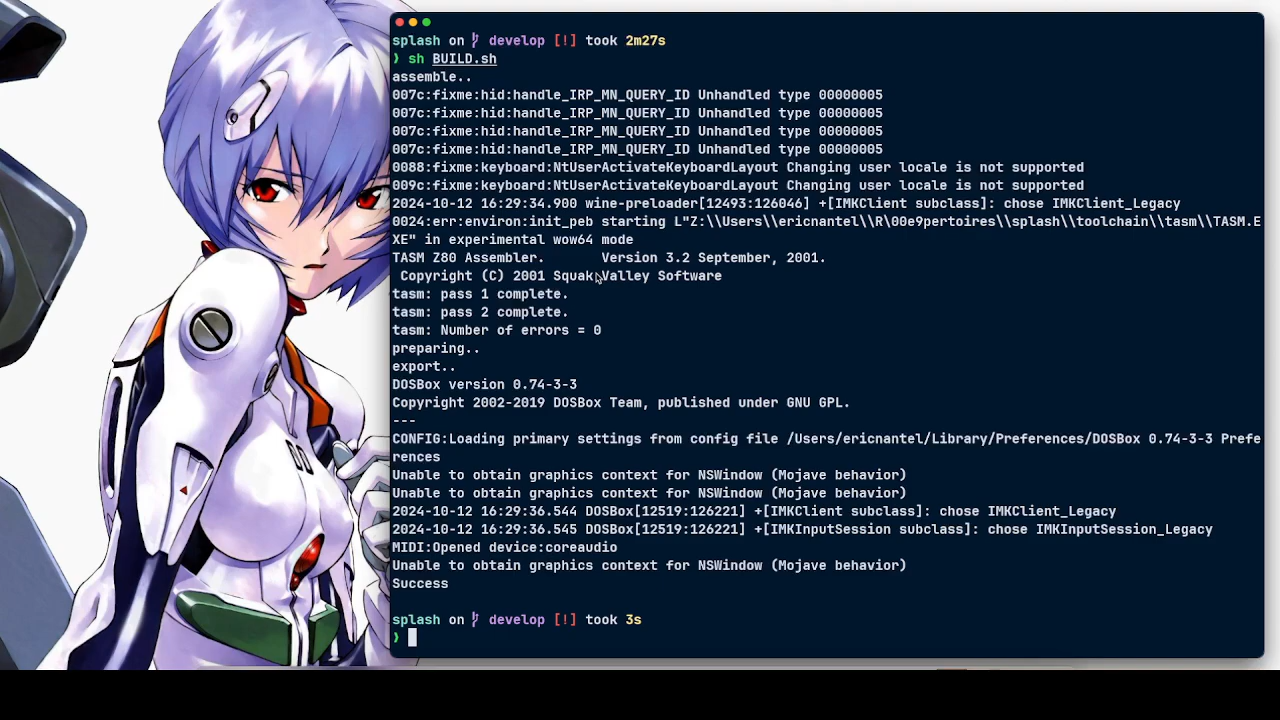 splash on develop [!] took 2m27s
❯ sh BUILD.sh
assemble..
007c:fixme:hid:handle_IRP_MN_QUERY_ID Unhandled type 00000005
007c:fixme:hid:handle_IRP_MN_QUERY_ID Unhandled type 00000005
007c:fixme:hid:handle_IRP_MN_QUERY_ID Unhandled type 00000005
007c:fixme:hid:handle_IRP_MN_QUERY_ID Unhandled type 00000005
0088:fixme:keyboard:NtUserActivateKeyboardLayout Changing user locale is not supported
009c:fixme:keyboard:NtUserActivateKeyboardLayout Changing user locale is not supported
2024-10-12 16:29:34.900 wine-preloader[12493:126046] +[IMKClient subclass]: chose IMKClient_Legacy
0024:err:environ:init_peb starting L"Z:\\Users\\ericnantel\\R\00e9pertoires\\splash\\toolchain\\tasm\\TASM.E
XE" in experimental wow64 mode
TASM Z80 Assembler.       Version 3.2 September, 2001.
 Copyright (C) 2001 Squak Valley Software
tasm: pass 1 complete.
tasm: pass 2 complete.
tasm: Number of errors = 0
preparing..
export..
DOSBox version 0.74-3-3
Copyright 2002-2019 DOSBox Team, published under GNU GPL.
---
CONFIG:Loading primary settings from config file /Users/ericnantel/Library/Preferences/DOSBox 0.74-3-3 Prefe
rences
Unable to obtain graphics context for NSWindow (Mojave behavior)
Unable to obtain graphics context for NSWindow (Mojave behavior)
2024-10-12 16:29:36.544 DOSBox[12519:126221] +[IMKClient subclass]: chose IMKClient_Legacy
2024-10-12 16:29:36.545 DOSBox[12519:126221] +[IMKInputSession subclass]: chose IMKInputSession_Legacy
MIDI:Opened device:coreaudio
Unable to obtain graphics context for NSWindow (Mojave behavior)
Success
splash on develop [!] took 3s
❯